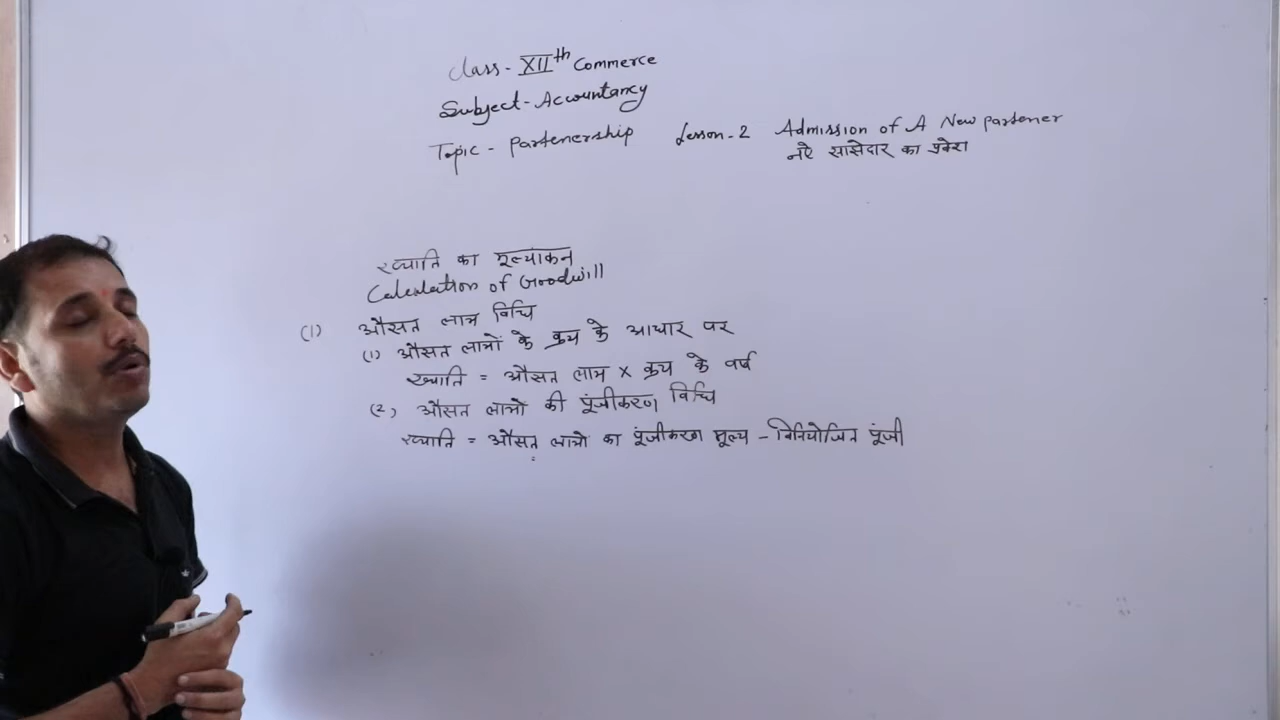 Class - XIIth Commerce
Subject - Accountancy
Topic - Partenership Lesson - 2 Admission of A New Partener
नऐ साझेदार का प्रवेश
ख्याति का मूल्यांकन
Calculation of Goodwill
(1) औसत लाभ विधि
(1) औसत लाभों के क्रय के आधार पर
ख्याति = औसत लाभ × क्रय के वर्ष
(2) औसत लाभो की पूंजीकरण विधि
ख्याति = औसत लाभो का पूंजीकरण मूल्य - विनियोजित पूंजी